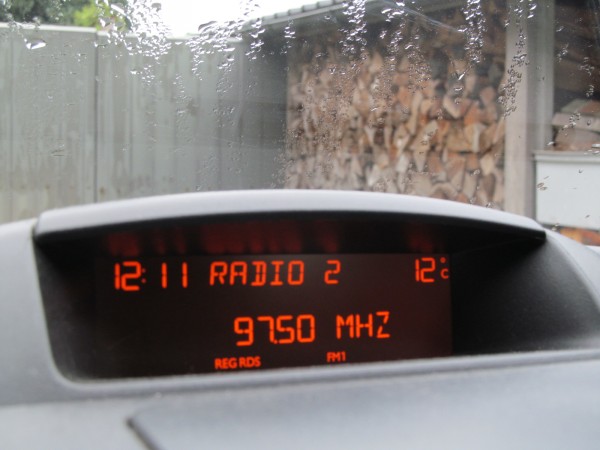 12:11 RADIO 2 12°C
97.50 MHZ
REG RDS FM1